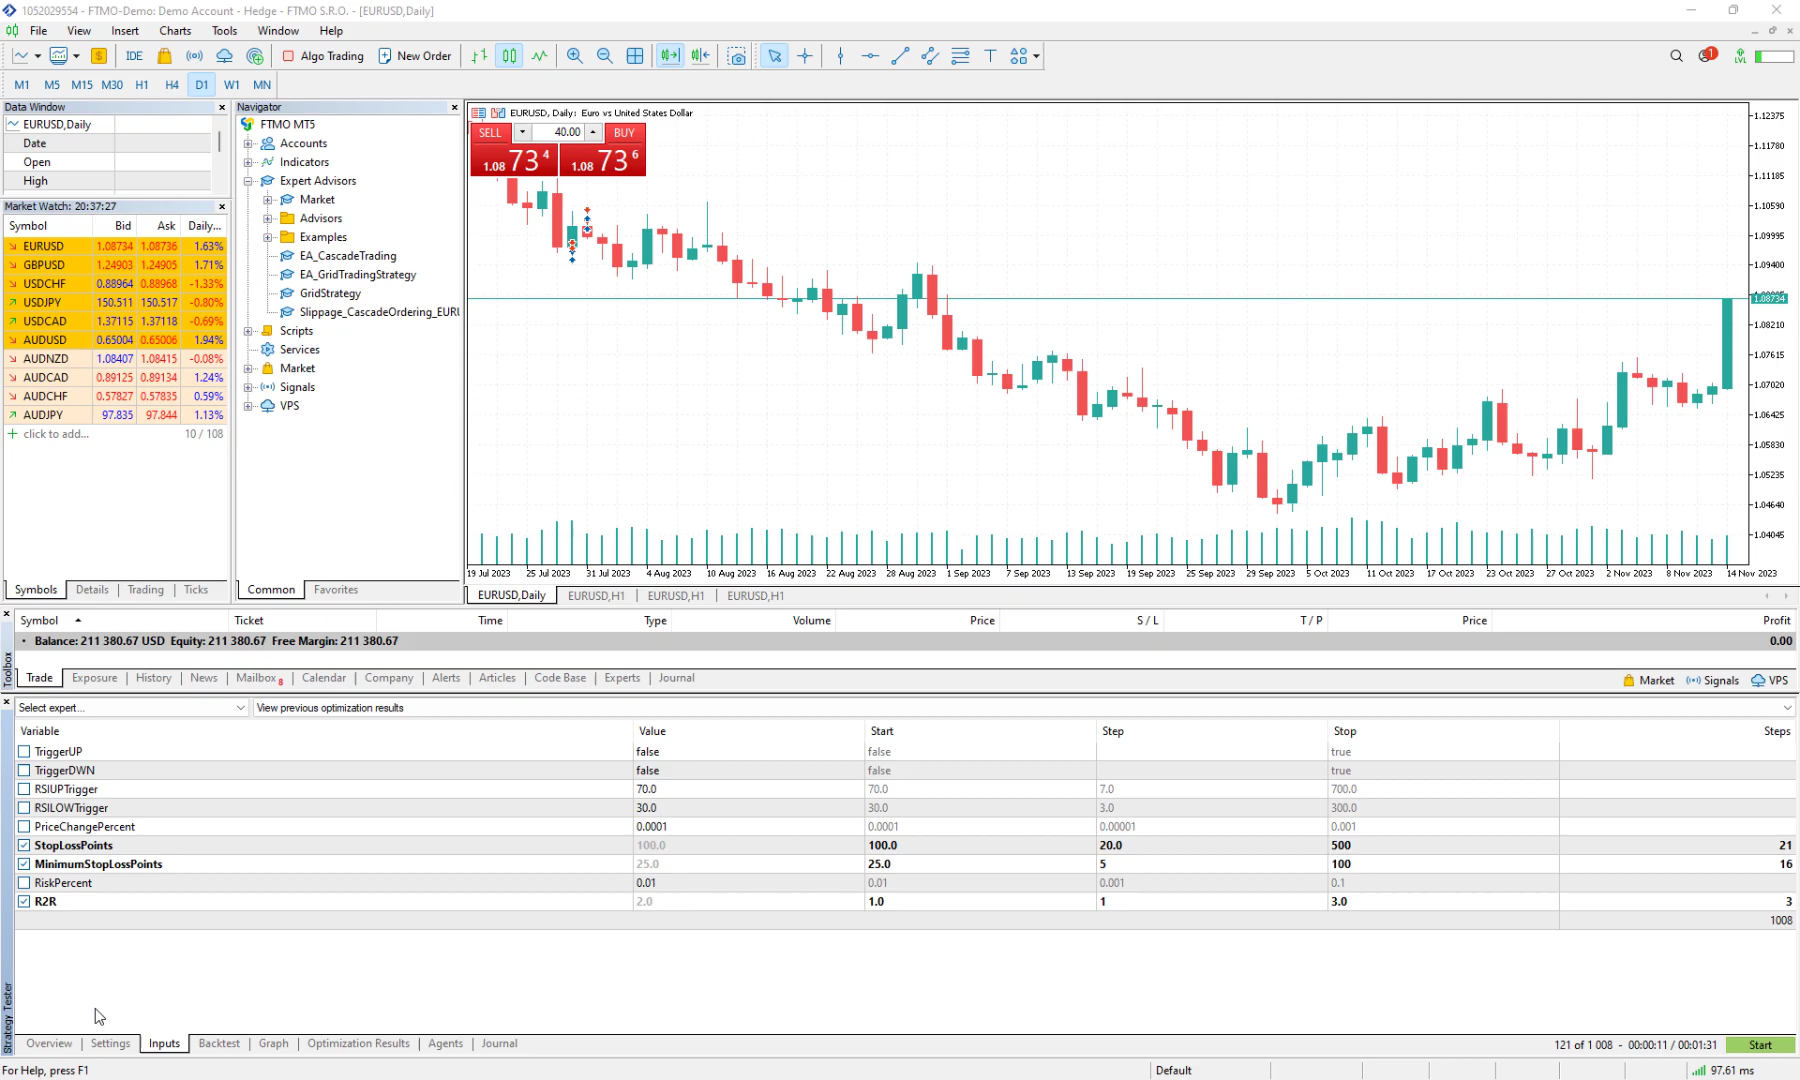 1052029554 - FTMO-Demo: Demo Account - Hedge - FTMO S.R.O. - [EURUSD,Daily]
File View Insert Charts Tools Window Help
IDE Algo Trading New Order T 1 LVL
M1 M5 M15 M30 H1 H4 D1 W1 MN
Data Window
EURUSD,Daily
Date
Open
High
Market Watch: 20:37:27
Symbol Bid Ask Daily...
EURUSD 1.08734 1.08736 1.63%
GBPUSD 1.24903 1.24905 1.71%
USDCHF 0.88964 0.88968 -1.33%
USDJPY 150.511 150.517 -0.80%
USDCAD 1.37115 1.37118 -0.69%
AUDUSD 0.65004 0.65006 1.94%
AUDNZD 1.08407 1.08415 -0.08%
AUDCAD 0.89125 0.89134 1.24%
AUDCHF 0.57827 0.57835 0.59%
AUDJPY 97.835 97.844 1.13%
click to add... 10 / 108
Symbols Details Trading Ticks
Navigator
FTMO MT5
Accounts
Indicators
Expert Advisors
Market
Advisors
Examples
EA_CascadeTrading
EA_GridTradingStrategy
GridStrategy
Slippage_CascadeOrdering_EURU
Scripts
Services
Market
Signals
VPS
Common Favorites
EURUSD, Daily: Euro vs United States Dollar
SELL 40.00 BUY
1.08 73 4 1.08 73 6
1.12375
1.11780
1.11185
1.10590
1.09995
1.09400
1.08734
1.08210
1.07615
1.07020
1.06425
1.05830
1.05235
1.04640
1.04045
19 Jul 2023 25 Jul 2023 31 Jul 2023 4 Aug 2023 10 Aug 2023 16 Aug 2023 22 Aug 2023 28 Aug 2023 1 Sep 2023 7 Sep 2023 13 Sep 2023 19 Sep 2023 25 Sep 2023 29 Sep 2023 5 Oct 2023 11 Oct 2023 17 Oct 2023 23 Oct 2023 27 Oct 2023 2 Nov 2023 8 Nov 2023 14 Nov 2023
EURUSD,Daily EURUSD,H1 EURUSD,H1 EURUSD,H1
Toolbox
Symbol Ticket Time Type Volume Price S / L T / P Price Profit
Balance: 211 380.67 USD Equity: 211 380.67 Free Margin: 211 380.67 0.00
Trade Exposure History News Mailbox 8 Calendar Company Alerts Articles Code Base Experts Journal Market Signals VPS
Strategy Tester
Select expert... View previous optimization results
Variable Value Start Step Stop Steps
TriggerUP false false true
TriggerDWN false false true
RSIUPTrigger 70.0 70.0 7.0 700.0
RSILOWTrigger 30.0 30.0 3.0 300.0
PriceChangePercent 0.0001 0.0001 0.00001 0.001
StopLossPoints 100.0 100.0 20.0 500 21
MinimumStopLossPoints 25.0 25.0 5 100 16
RiskPercent 0.01 0.01 0.001 0.1
R2R 2.0 1.0 1 3.0 3
1008
Overview Settings Inputs Backtest Graph Optimization Results Agents Journal 121 of 1 008 - 00:00:11 / 00:01:31 Start
For Help, press F1 Default 97.61 ms